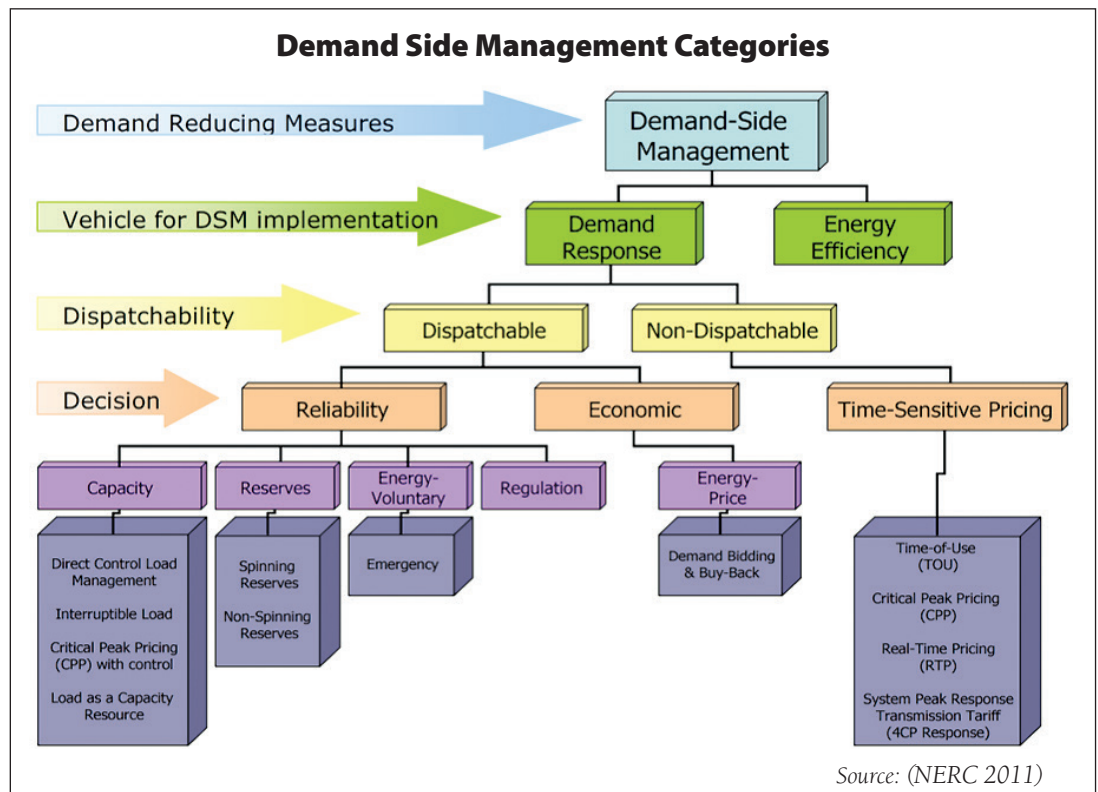 Demand Side Management Categories
Demand Reducing Measures
Demand-Side
Management
Vehicle for DSM implementation
Demand
Response
Energy
Efficiency
Dispatchability
Dispatchable
Non-Dispatchable
Decision
Reliability
Economic
Time-Sensitive Pricing
Capacity
Reserves
Energy-
Voluntary
Regulation
Energy-
Price
Direct Control Load
Management
Interruptible Load
Critical Peak Pricing
(CPP) with control
Load as a Capacity
Resource
Spinning
Reserves
Non-Spinning
Reserves
Emergency
Demand Bidding
& Buy-Back
Time-of-Use
(TOU)
Critical Peak Pricing
(CPP)
Real-Time Pricing
(RTP)
System Peak Response
Transmission Tariff
(4CP Response)
Source: (NERC 2011)